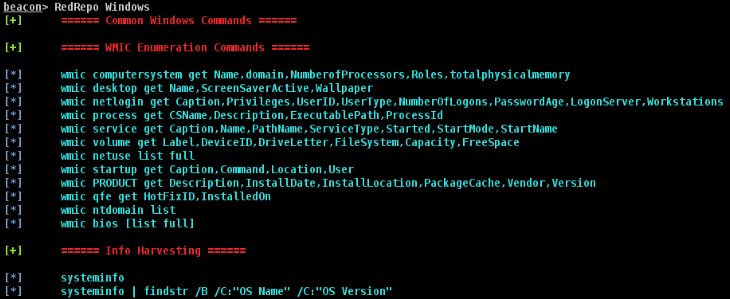 beacon> RedRepo Windows
[+] ====== Common Windows Commands ======
[+] ====== WMIC Enumeration Commands ======
[*] wmic computersystem get Name,domain,NumberofProcessors,Roles,totalphysicalmemory
[*] wmic desktop get Name,ScreenSaverActive,Wallpaper
[*] wmic netlogin get Caption,Privileges,UserID,UserType,NumberOfLogons,PasswordAge,LogonServer,Workstations
[*] wmic process get CSName,Description,ExecutablePath,ProcessId
[*] wmic service get Caption,Name,PathName,ServiceType,Started,StartMode,StartName
[*] wmic volume get Label,DeviceID,DriveLetter,FileSystem,Capacity,FreeSpace
[*] wmic netuse list full
[*] wmic startup get Caption,Command,Location,User
[*] wmic PRODUCT get Description,InstallDate,InstallLocation,PackageCache,Vendor,Version
[*] wmic qfe get HotFixID,InstalledOn
[*] wmic ntdomain list
[*] wmic bios [list full]
[+] ====== Info Harvesting ======
[*] systeminfo
[*] systeminfo | findstr /B /C:"OS Name" /C:"OS Version"